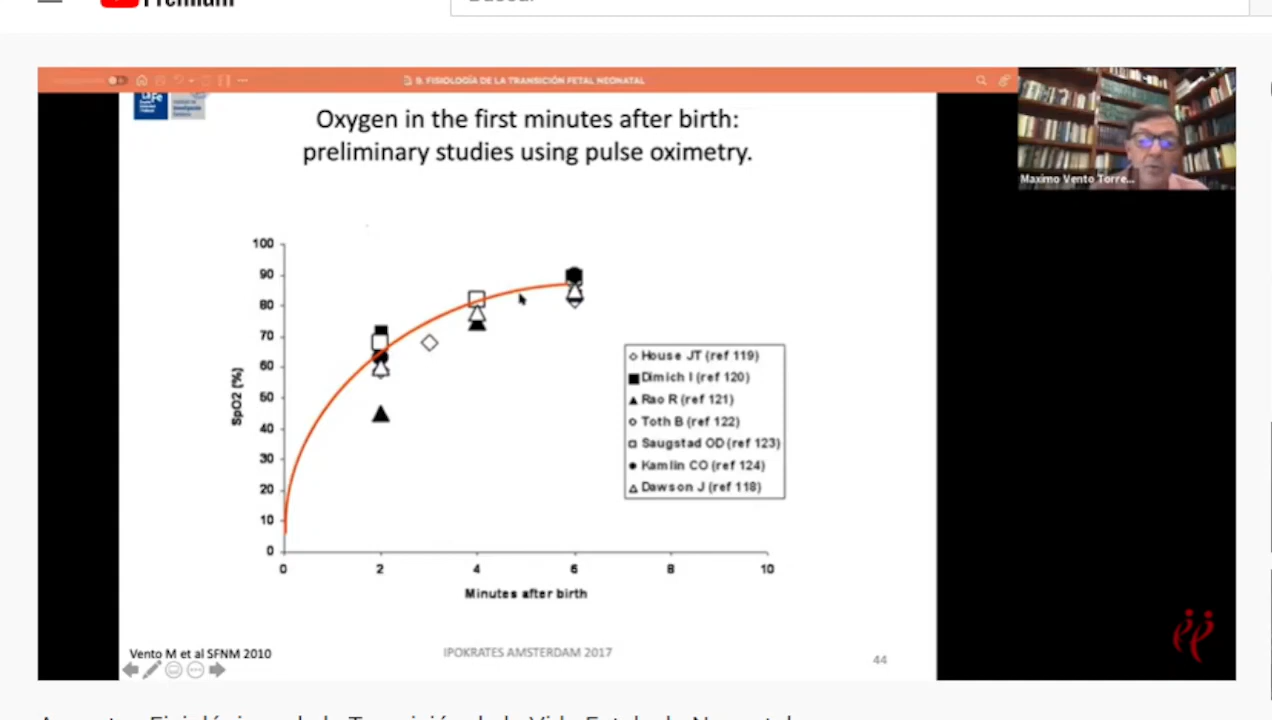 Premium
9. FISIOLOGÍA DE LA TRANSICIÓN FETAL NEONATAL
LaFe
Oxygen in the first minutes after birth:
preliminary studies using pulse oximetry.
Maximo Vento Torre...
100
90
80
70
60
50
40
30
20
10
0
SpO2 (%)
0 2 4 6 8 10
Minutes after birth
House JT (ref 119)
Dimich I (ref 120)
Rao R (ref 121)
Toth B (ref 122)
Saugstad OD (ref 123)
Kamlin CO (ref 124)
Dawson J (ref 118)
Vento M et al SFNM 2010
IPOKRATES AMSTERDAM 2017
44